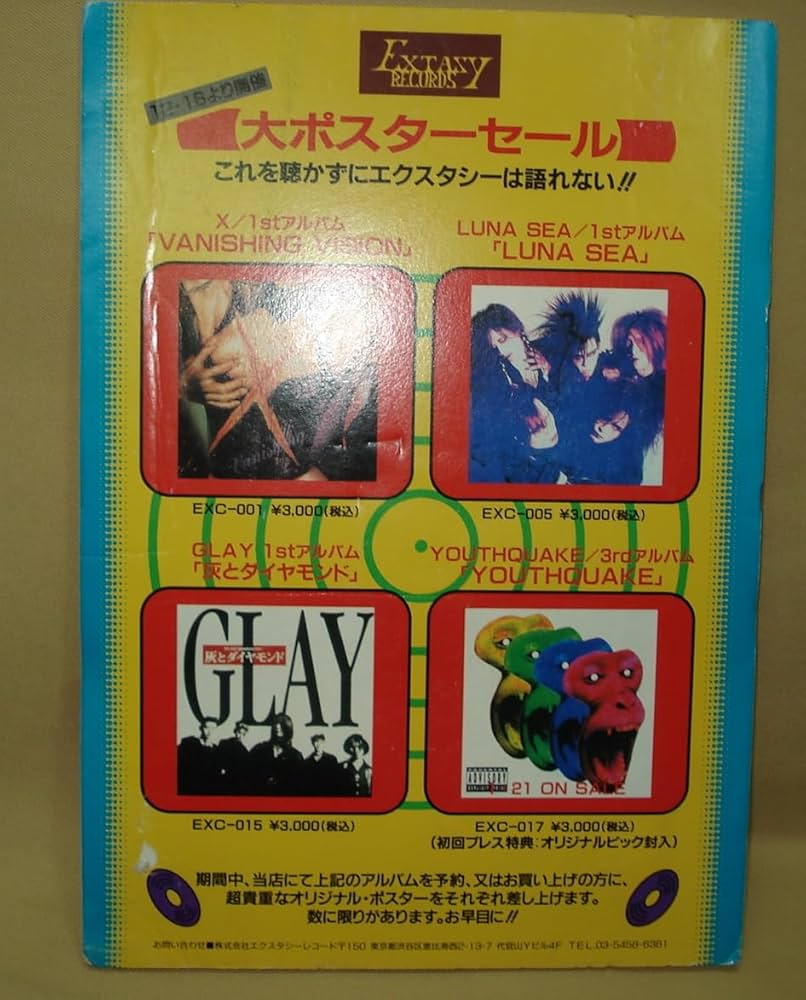 EXTASY
RECORDS
より開催
大ポスターセール
これを聴かずにエクスタシーは語れない!!
X/1stアルバム
「VANISHING VISION」
LUNA SEA/1stアルバム
「LUNA SEA」
Vanishing
EXC-001 ¥3,000(税込)
EXC-005 ¥3,000(税込)
GLAY 1stアルバム
「灰とダイヤモンド」
YOUTHQUAKE/3rdアルバム
「YOUTHQUAKE」
GLAY
灰とダイヤモンド
ADVISORY
21 ON SALE
EXC-015 ¥3,000(税込)
EXC-017 ¥3,000(税込)
(初回プレス特典:オリジナルピック封入)
期間中、当店にて上記のアルバムを予約、又はお買い上げの方に、
超貴重なオリジナル・ポスターをそれぞれ差し上げます。
数に限りがあります。お早目に!!
お問い合わせ■株式会社エクスタシーレコード〒150 東京都渋谷区恵比寿西2-13-7 代官山Yビル4F TEL.03-5458-6361